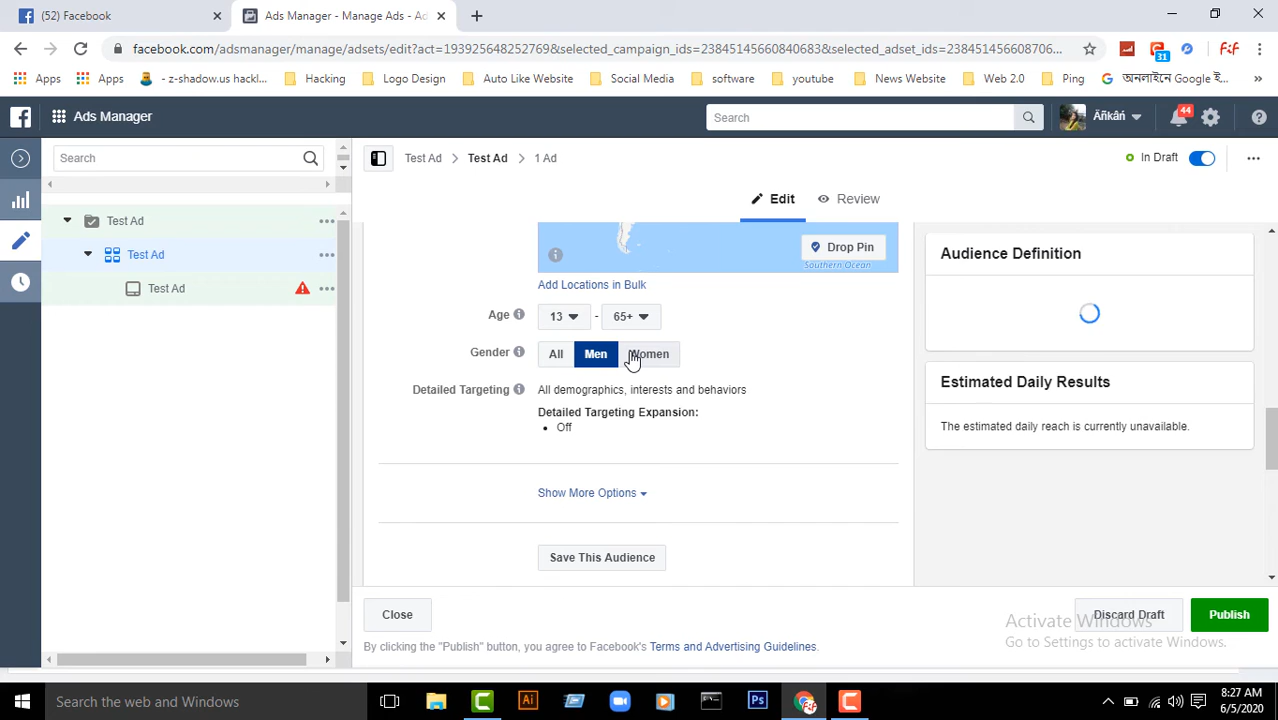 (52) Facebook
Ads Manager - Manage Ads - Ad
facebook.com/adsmanager/manage/adsets/edit?act=193925648252769&selected_campaign_ids=23845145660840683&selected_adset_ids=2384514566087 06...
Apps
Apps
- z-shadow.us hackl...
Hacking
Logo Design
Auto Like Website
Social Media
software
youtube
News Website
Web 2.0
Ping
অনলাইনে Google ই...
31
Ads Manager
Search
Äñkâń
44
Search
Test Ad
Test Ad
1 Ad
In Draft
Edit
Review
Test Ad
Test Ad
Test Ad
Drop Pin
Southern Ocean
Add Locations in Bulk
Age
13
-
65+
Gender
All
Men
Women
Detailed Targeting
All demographics, interests and behaviors
Detailed Targeting Expansion:
Off
Show More Options
Save This Audience
Audience Definition
Estimated Daily Results
The estimated daily reach is currently unavailable.
Close
Discard Draft
Publish
By clicking the "Publish" button, you agree to Facebook's Terms and Advertising Guidelines.
Activate Windows
Go to Settings to activate Windows.
Search the web and Windows
8:27 AM
6/5/2020